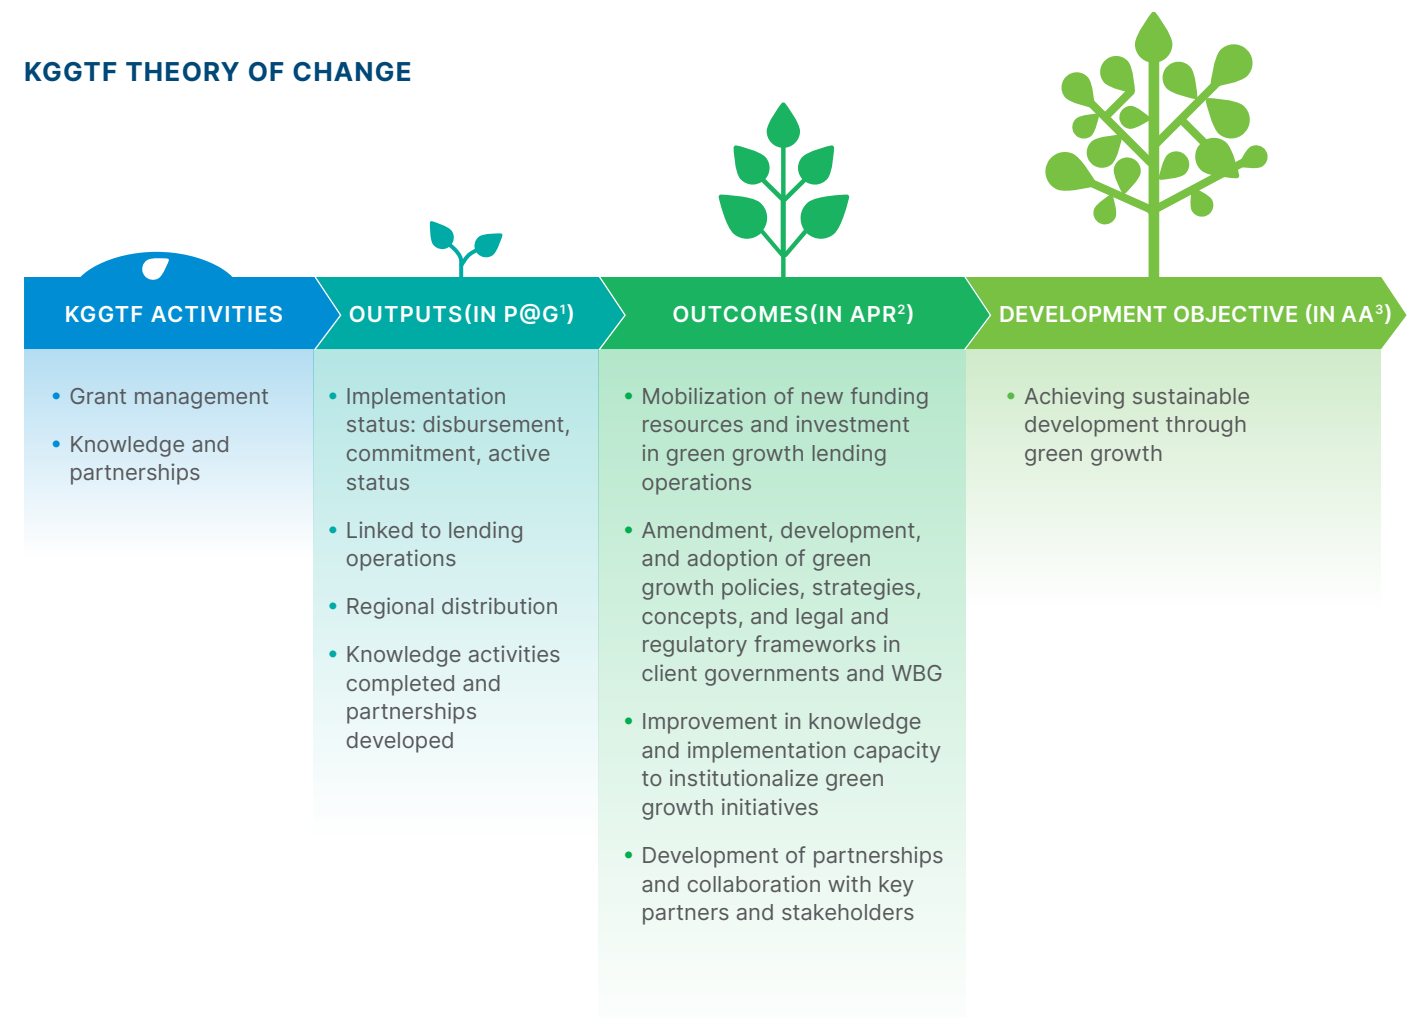 KGGTF THEORY OF CHANGE
KGGTF ACTIVITIES
• Grant management
• Knowledge and
partnerships
OUTPUTS(IN P@G¹)
• Implementation
status: disbursement,
commitment, active
status
• Linked to lending
operations
• Regional distribution
• Knowledge activities
completed and
partnerships
developed
OUTCOMES(IN APR²)
• Mobilization of new funding
resources and investment
in green growth lending
operations
• Amendment, development,
and adoption of green
growth policies, strategies,
concepts, and legal and
regulatory frameworks in
client governments and WBG
• Improvement in knowledge
and implementation capacity
to institutionalize green
growth initiatives
• Development of partnerships
and collaboration with key
partners and stakeholders
DEVELOPMENT OBJECTIVE (IN AA³)
• Achieving sustainable
development through
green growth